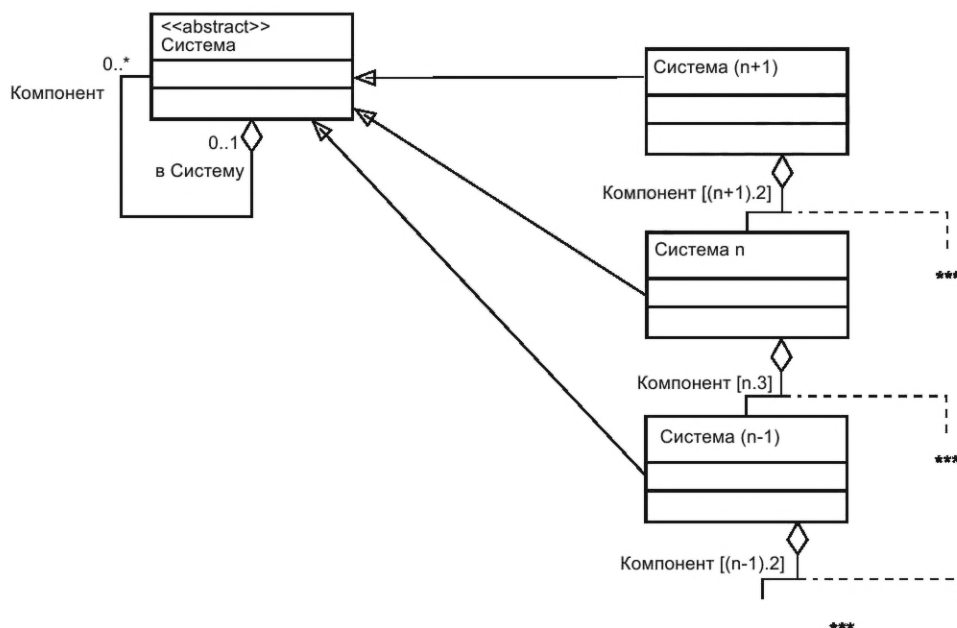 <<abstract>>
Система
0..*
Компонент
0..1
в Систему
Система (n+1)
Компонент [(n+1).2]
Система n
***
Компонент [n.3]
Система (n-1)
***
Компонент [(n-1).2]
***